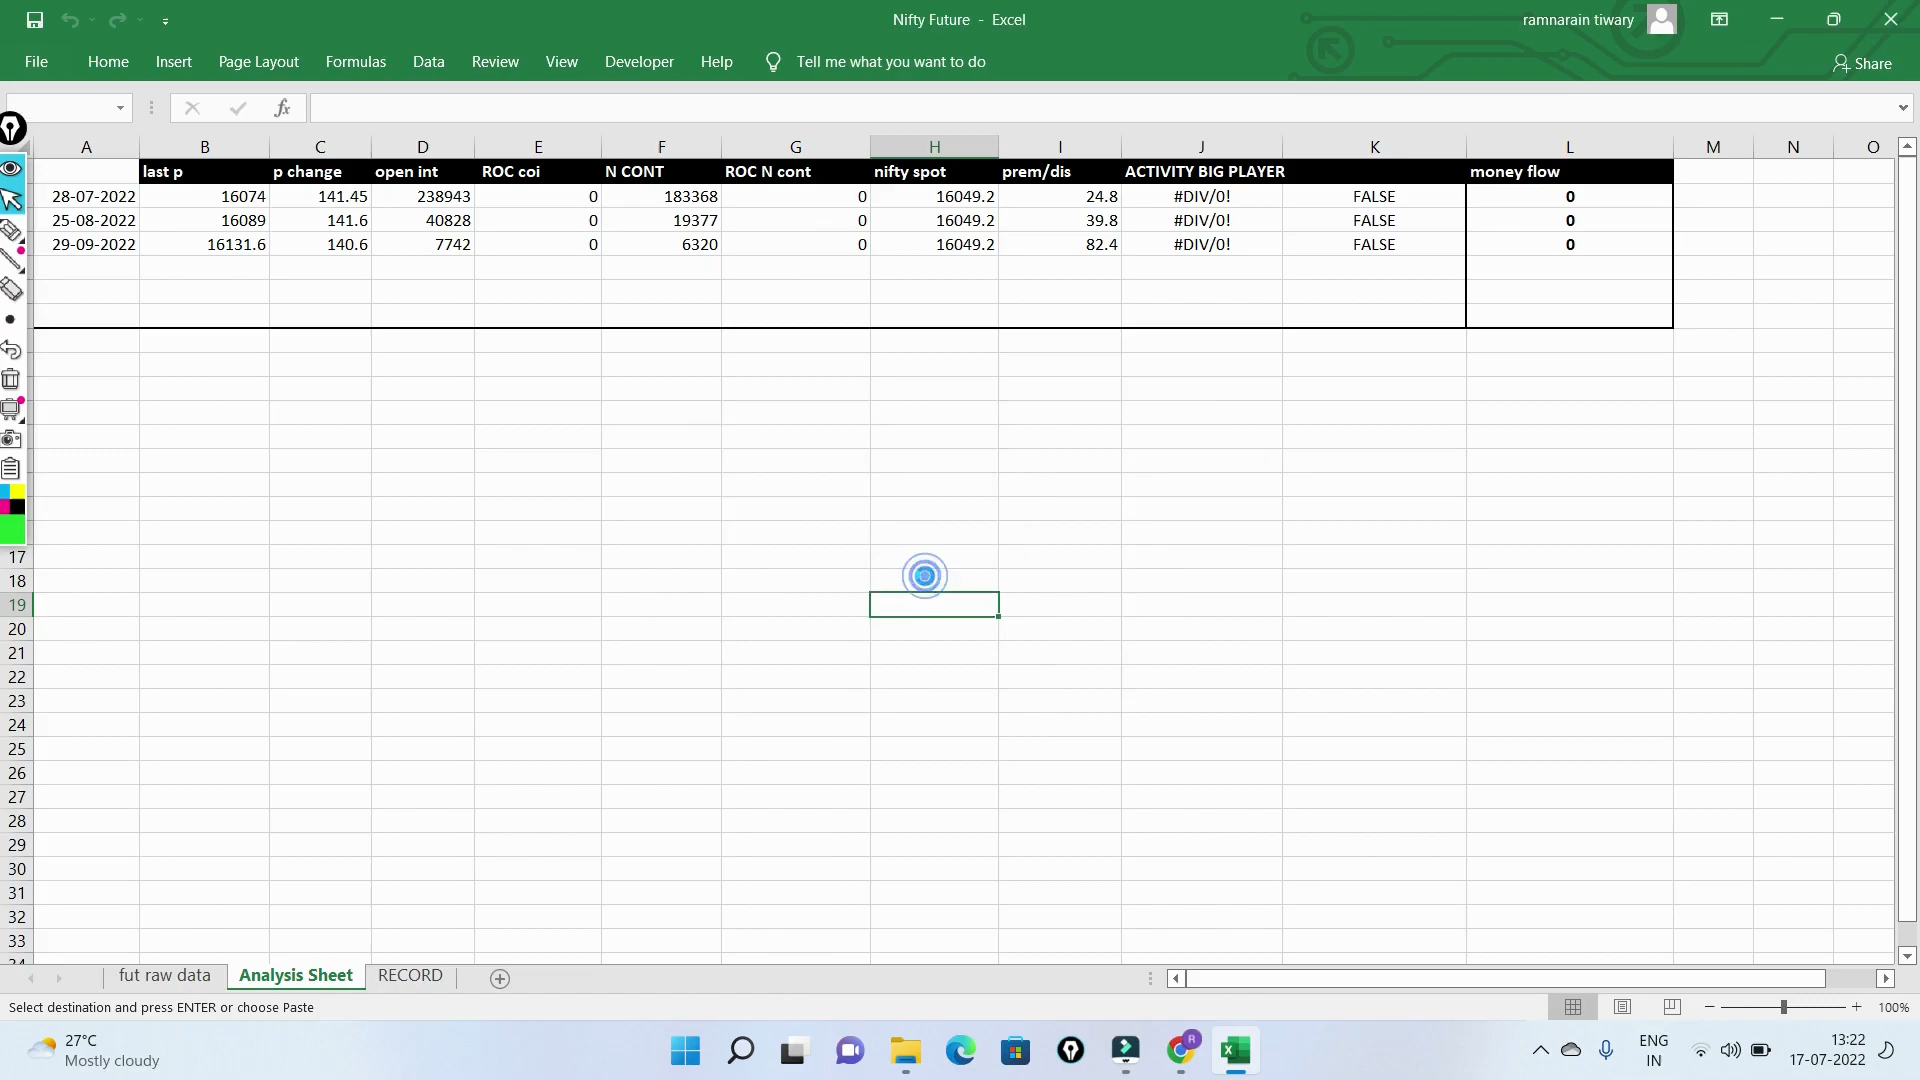 Nifty Future - Excel
ramnarain tiwary
File Home Insert Page Layout Formulas Data Review View Developer Help Tell me what you want to do
Share
fx
A B C D E F G H I J K L M N O
last p p change open int ROC coi N CONT ROC N cont nifty spot prem/dis ACTIVITY BIG PLAYER money flow
28-07-2022 16074 141.45 238943 0 183368 0 16049.2 24.8 #DIV/0! FALSE 0
25-08-2022 16089 141.6 40828 0 19377 0 16049.2 39.8 #DIV/0! FALSE 0
29-09-2022 16131.6 140.6 7742 0 6320 0 16049.2 82.4 #DIV/0! FALSE 0
17
18
19
20
21
22
23
24
25
26
27
28
29
30
31
32
33
34
fut raw data Analysis Sheet RECORD
Select destination and press ENTER or choose Paste
100%
27°C
Mostly cloudy
R
ENG
IN
13:22
17-07-2022